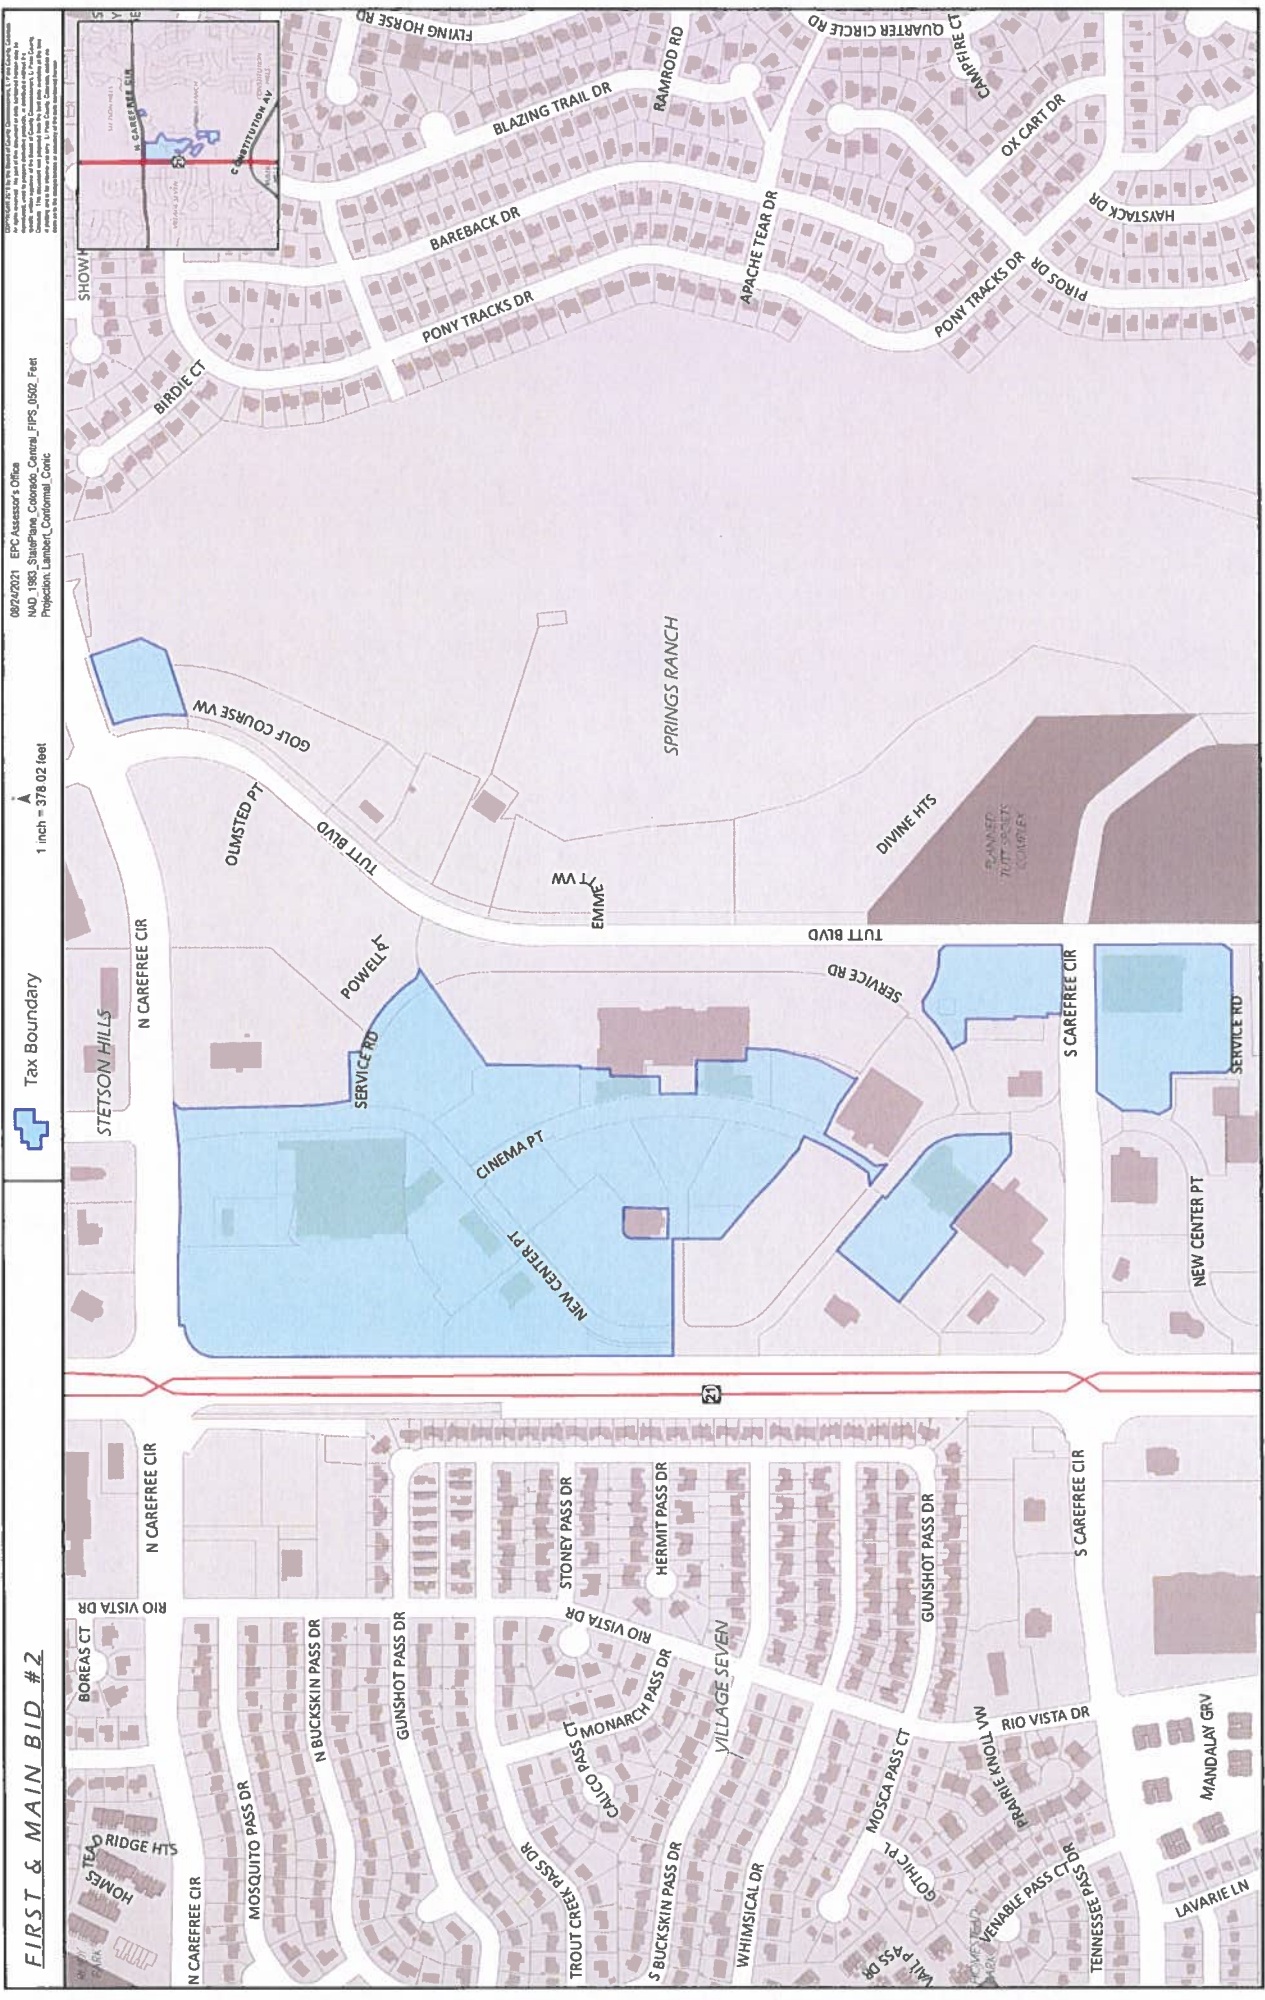 FIRST & MAIN BID #2
Tax Boundary
1 inch = 378.02 feet
08/24/2021 EPC Assessor's Office
NAD_1983_StatePlane_Colorado_Central_FIPS_0502_Feet
Projection: Lambert_Conformal_Conic
N CAREFREE CIR
CONSTITUTION AV
21
BOREAS CT
RIO VISTA DR
N CAREFREE CIR
STETSON HILLS
N CAREFREE CIR
BIRDIE CT
HOMESTEAD RIDGE HTS
N CAREFREE CIR
MOSQUITO PASS DR
N BUCKSKIN PASS DR
GUNSHOT PASS DR
SERVICE RD
POWELL PT
OLMSTED PT
TUTT BLVD
GOLF COURSE VW
FLYING HORSE RD
BLAZING TRAIL DR
BAREBACK DR
PONY TRACKS DR
RAMROD RD
CINEMA PT
NEW CENTER PT
STONEY PASS DR
HERMIT PASS DR
RIO VISTA DR
MONARCH PASS DR
CALICO PASS CT
TROUT CREEK PASS DR
S BUCKSKIN PASS DR
WHIMSICAL DR
VILLAGE SEVEN
21
EMMETT VW
SPRINGS RANCH
APACHE TEAR DR
QUARTER CIRCLE RD
CAMPFIRE CT
OX CART DR
HAYSTACK DR
PIROS DR
PONY TRACKS DR
TUTT BLVD
SERVICE RD
DIVINE HTS
PLANNED
TUTT SPORTS
COMPLEX
GUNSHOT PASS DR
MOSCA PASS CT
GOTHIC PL
VAIL PASS DR
PRAIRIE KNOLL VW
RIO VISTA DR
VENABLE PASS CT
TENNESSEE PASS DR
S CAREFREE CIR
S CAREFREE CIR
NEW CENTER PT
SERVICE RD
MANDALAY GRV
LAVARIE LN